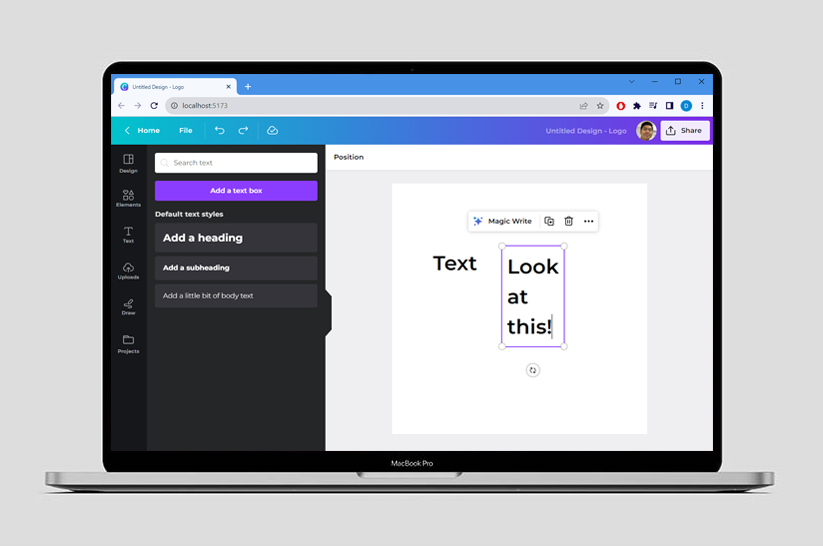 Untitled Design - Logo
localhost:5173
D
Home
File
Untitled Design - Logo
Share
Design
Elements
Text
Uploads
Draw
Projects
Search text
Add a text box
Default text styles
Add a heading
Add a subheading
Add a little bit of body text
Position
Magic Write
Text
Look
at
this!
MacBook Pro